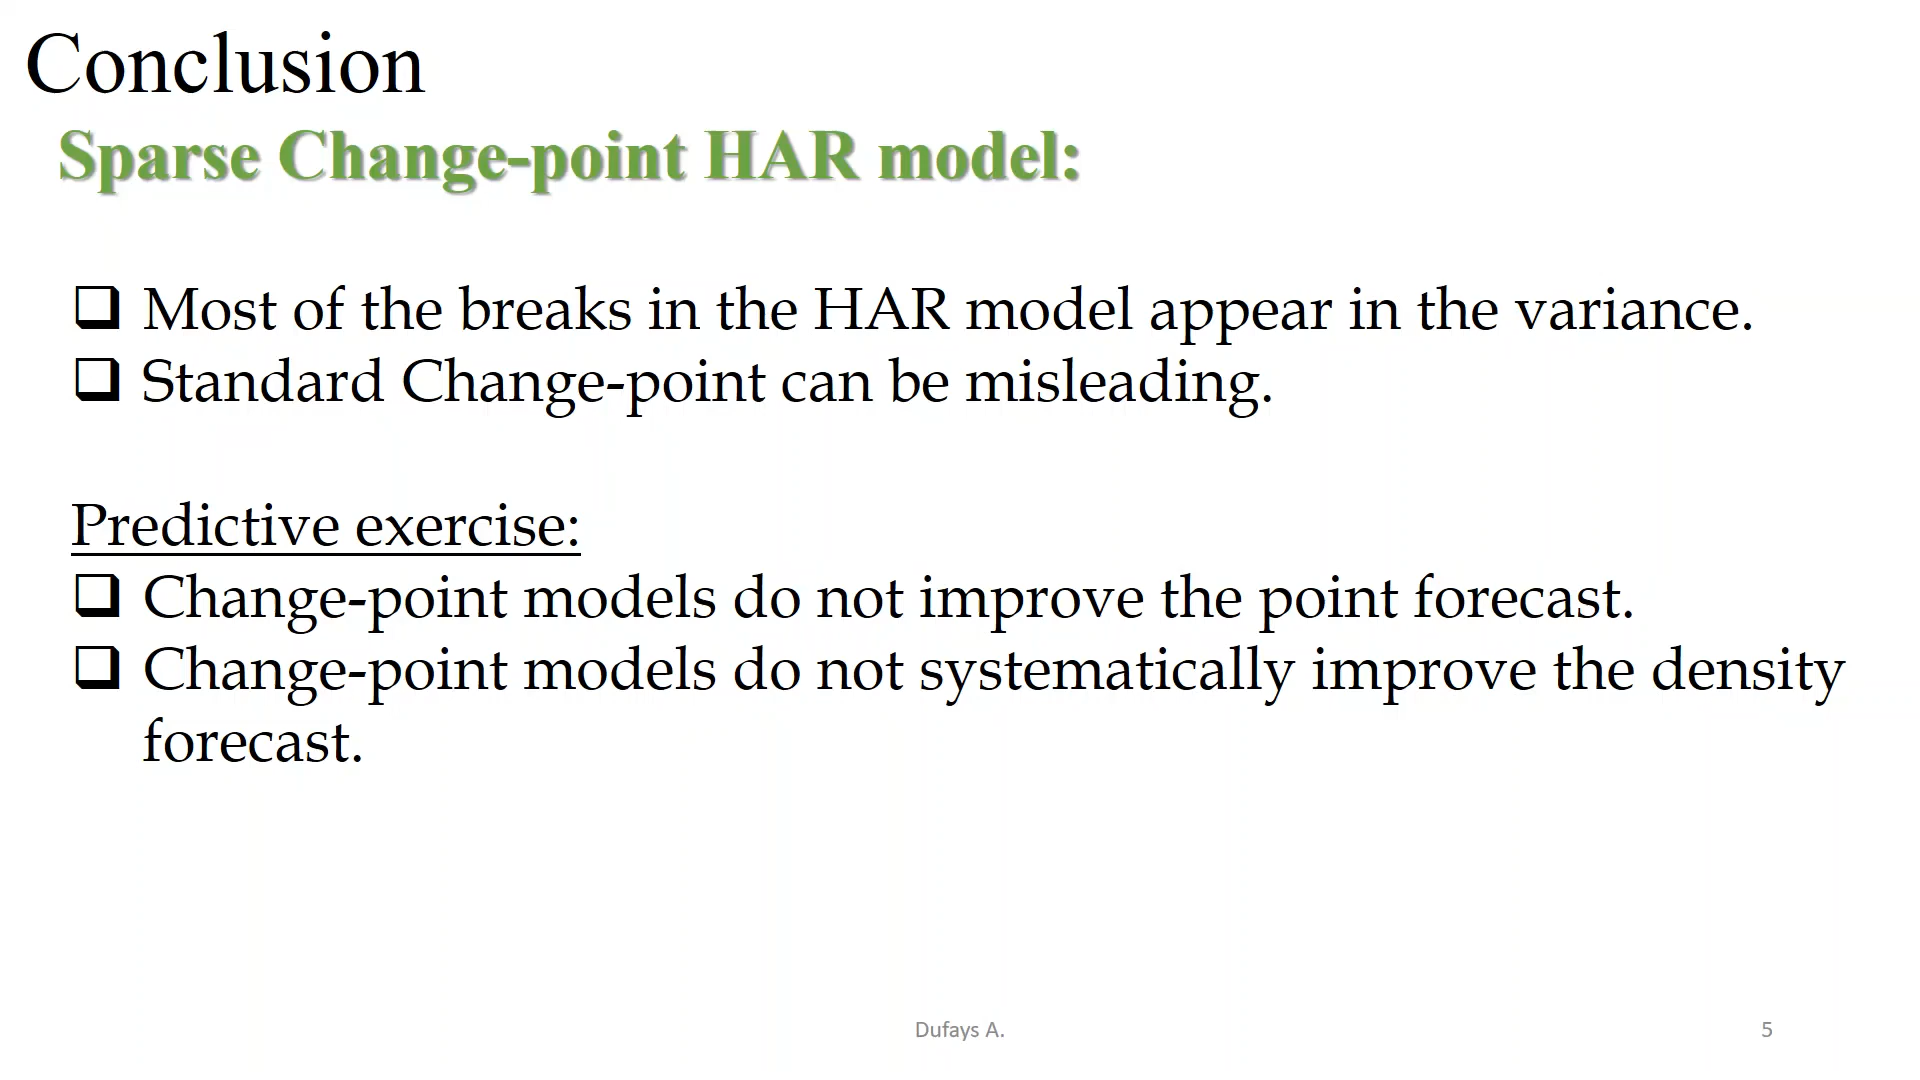 Conclusion
Sparse Change-point HAR model:
❑ Most of the breaks in the HAR model appear in the variance.
❑ Standard Change-point can be misleading.
Predictive exercise:
❑ Change-point models do not improve the point forecast.
❑ Change-point models do not systematically improve the density
forecast.
Dufays A.
5